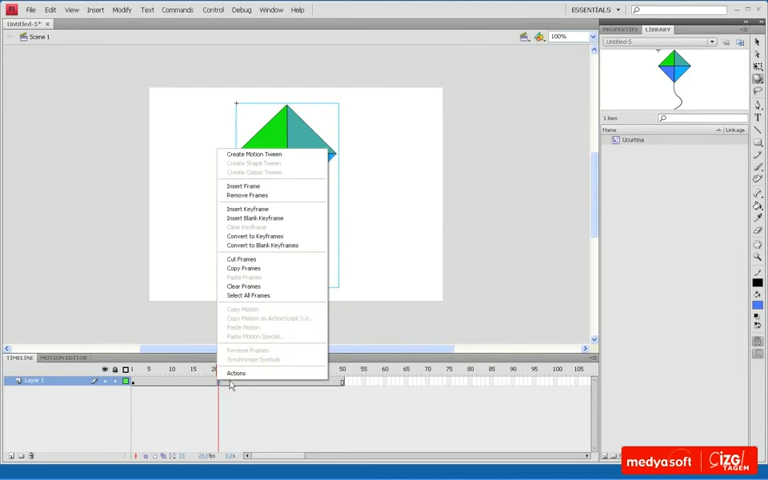 FL File Edit View Insert Modify Text Commands Control Debug Window Help ESSENTIALS
Untitled-5*
Scene 1 100%
PROPERTIES LIBRARY
Untitled-5
1 item
Name Linkage
Ucurtma
Create Motion Tween
Create Shape Tween
Create Classic Tween
Insert Frame
Remove Frames
Insert Keyframe
Insert Blank Keyframe
Clear Keyframe
Convert to Keyframes
Convert to Blank Keyframes
Cut Frames
Copy Frames
Paste Frames
Clear Frames
Select All Frames
Copy Motion
Copy Motion as ActionScript 3.0...
Paste Motion
Paste Motion Special...
Reverse Frames
Synchronize Symbols
Actions
TIMELINE MOTION EDITOR
1 5 10 15 20 50 55 60 65 70 75 80 85 90 95 100 105
Layer 1
medyasoft ÇİZGİ
TAGEM